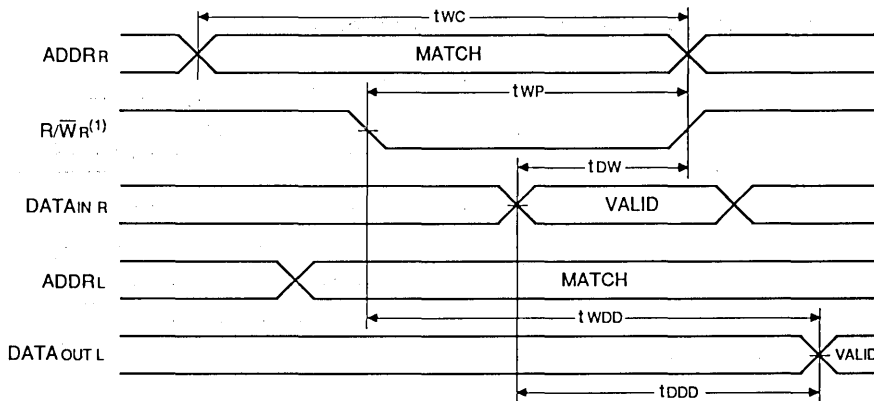 tWC
ADDRR MATCH
tWP
R/W̅R(1)
tDW
DATAIN R VALID
ADDRL MATCH
tWDD
DATAOUT L VALID
tDDD